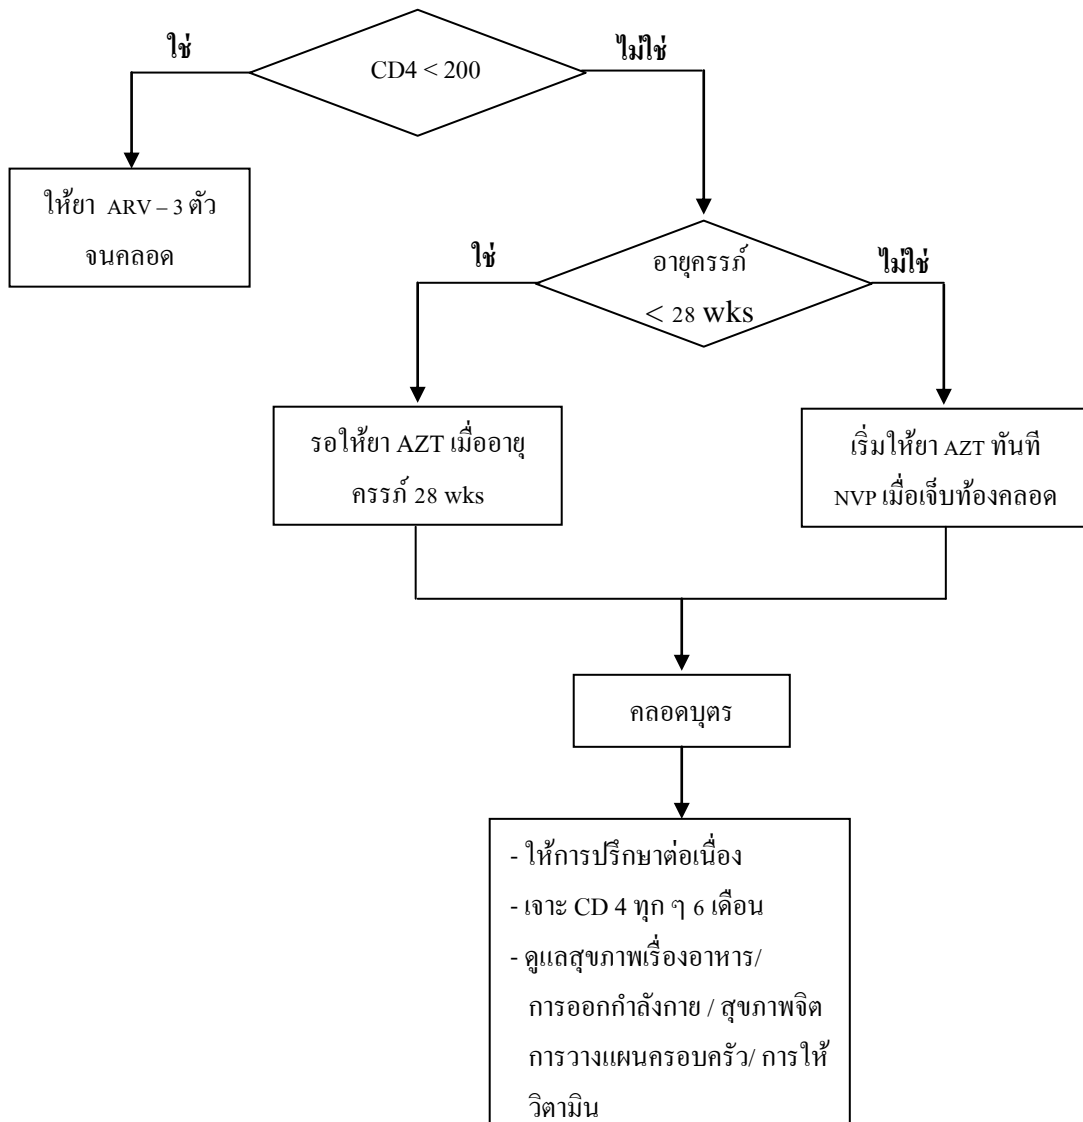 ใช่
CD4 < 200
ไม่ใช่
ให้ยา ARV – 3 ตัว
จนคลอด
ใช่
อายุครรภ์
< 28 wks
ไม่ใช่
รอให้ยา AZT เมื่ออายุ
ครรภ์ 28 wks
เริ่มให้ยา AZT ทันที
NVP เมื่อเจ็บท้องคลอด
คลอดบุตร
- ให้การปรึกษาต่อเนื่อง
- เจาะ CD 4 ทุก ๆ 6 เดือน
- ดูแลสุขภาพเรื่องอาหาร/
การออกกำลังกาย / สุขภาพจิต
การวางแผนครอบครัว/ การให้
วิตามิน